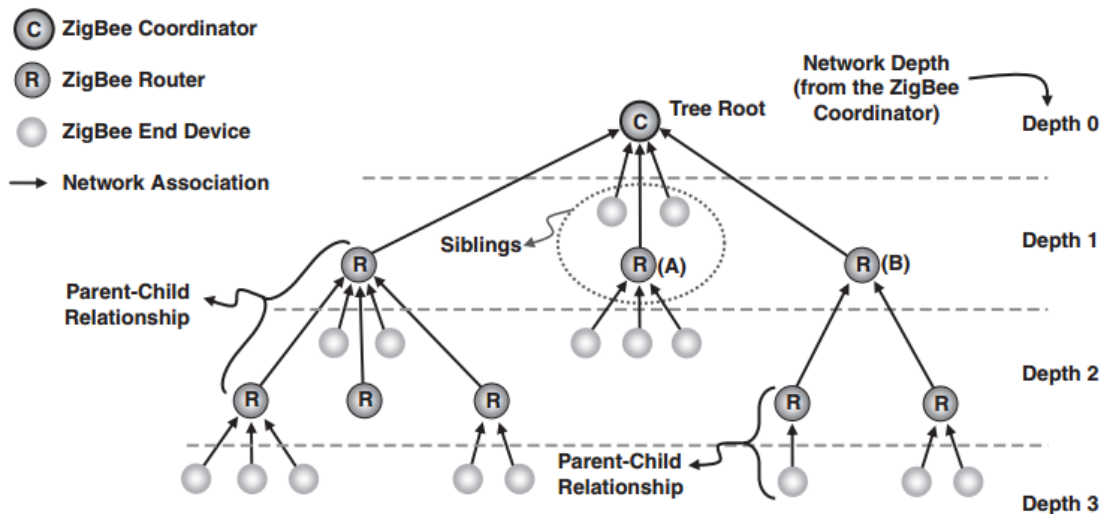 C ZigBee Coordinator
R ZigBee Router
ZigBee End Device
Network Association
Network Depth
(from the ZigBee
Coordinator)
Tree Root
C
Depth 0
Siblings
Depth 1
R
R (A)
R (B)
Parent-Child
Relationship
Depth 2
R
R
R
R
R
Parent-Child
Relationship
Depth 3